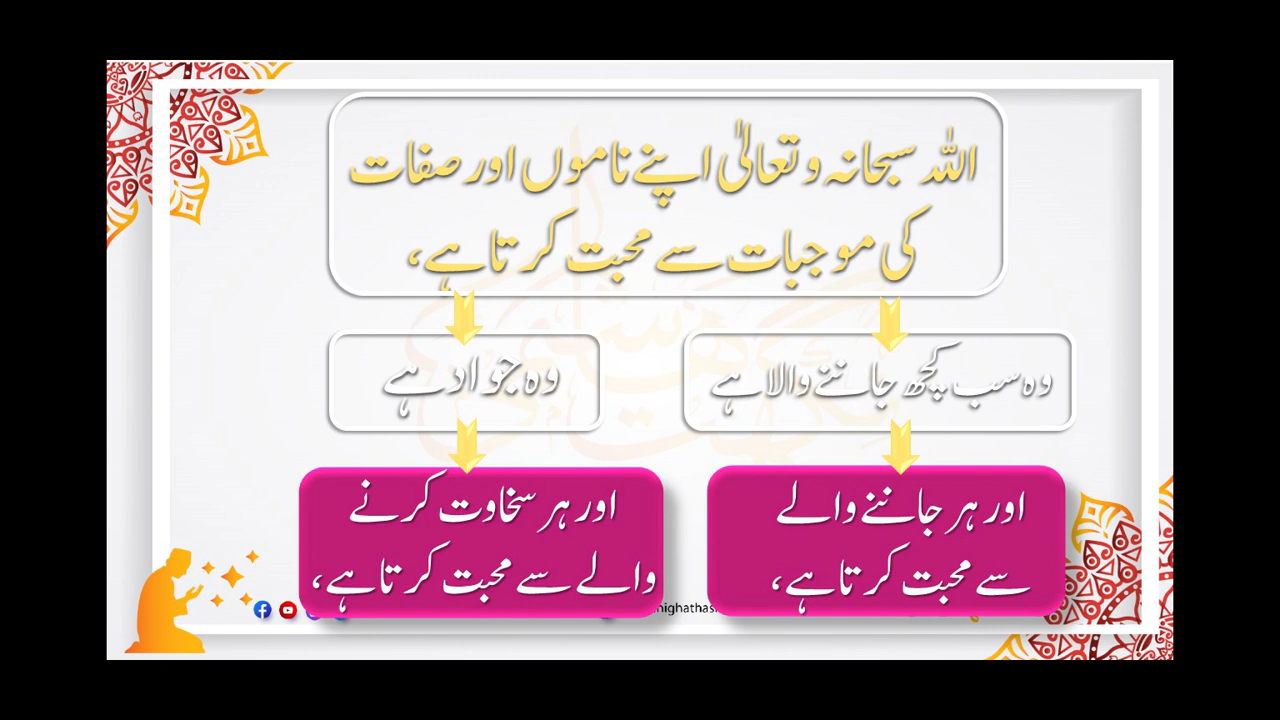 اللہ سبحانہ و تعالیٰ اپنے ناموں اور صفات
کی موجبات سے محبت کرتا ہے،
وہ سب کچھ جاننے والا ہے
وہ جواد ہے
اور ہر جاننے والے
سے محبت کرتا ہے،
اور ہر سخاوت کرنے
والے سے محبت کرتا ہے،